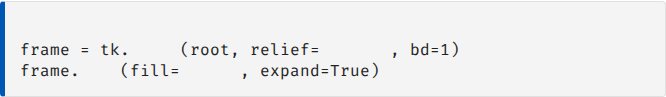 frame = tk.     (root, relief=       , bd=1)
frame.    (fill=      , expand=True)